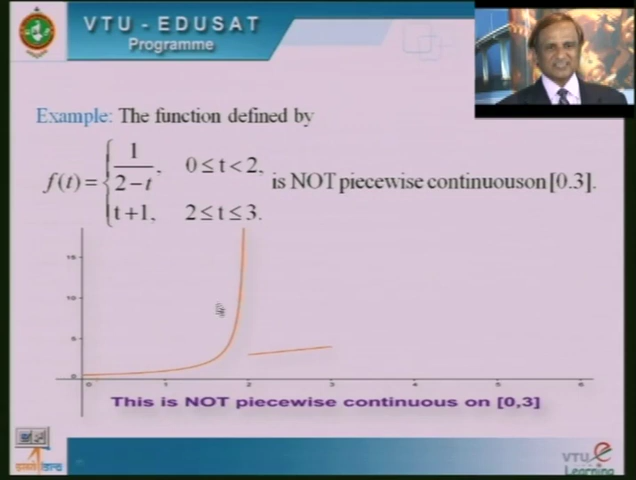 VTU - EDUSAT
Programme
Example: The function defined by
f(t) = { 1/(2-t), 0 ≤ t < 2,
t+1, 2 ≤ t ≤ 3.
is NOT piecewise continuouson [0.3].
15
10
5
0 1 2 3 4 5 6
This is NOT piecewise continuous on [0,3]
VTU e
Learning